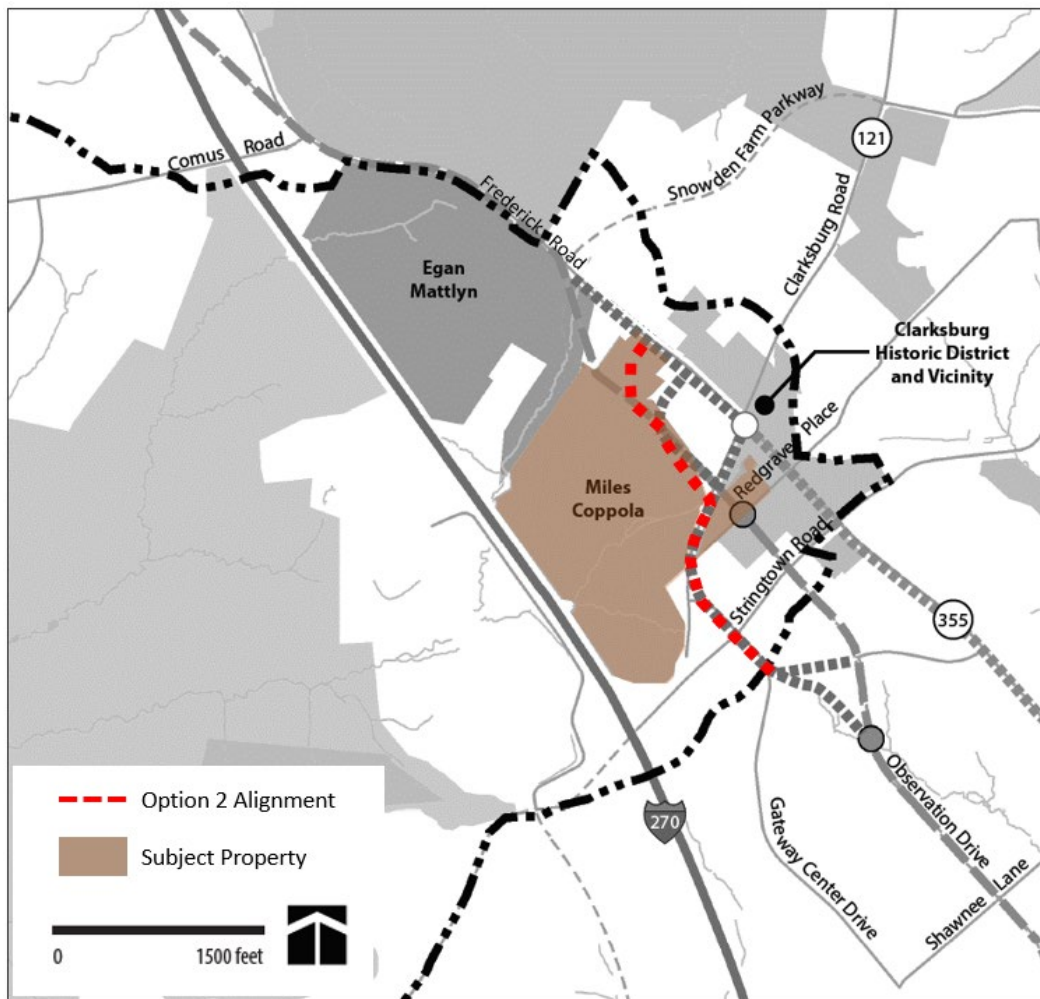 Comus Road
Frederick Road
Snowden Farm Parkway
121
Clarksburg Road
Egan
Mattlyn
Clarksburg
Historic District
and Vicinity
Redgrave Place
Miles
Coppola
Stringtown Road
355
270
Observation Drive
Gateway Center Drive
Shawnee Lane
Option 2 Alignment
Subject Property
0 1500 feet